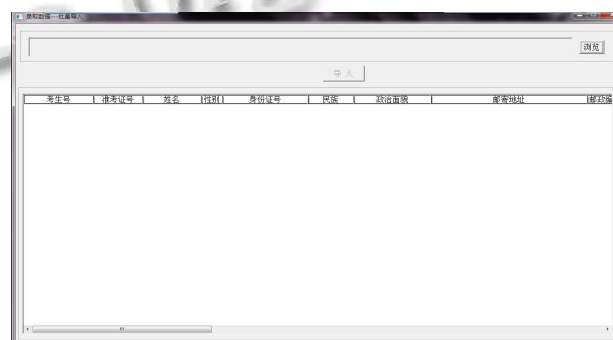 录取数据---批量导入
浏览
导 入
考生号 准考证号 姓名 性别 身份证号 民族 政治面貌 邮寄地址 邮政编